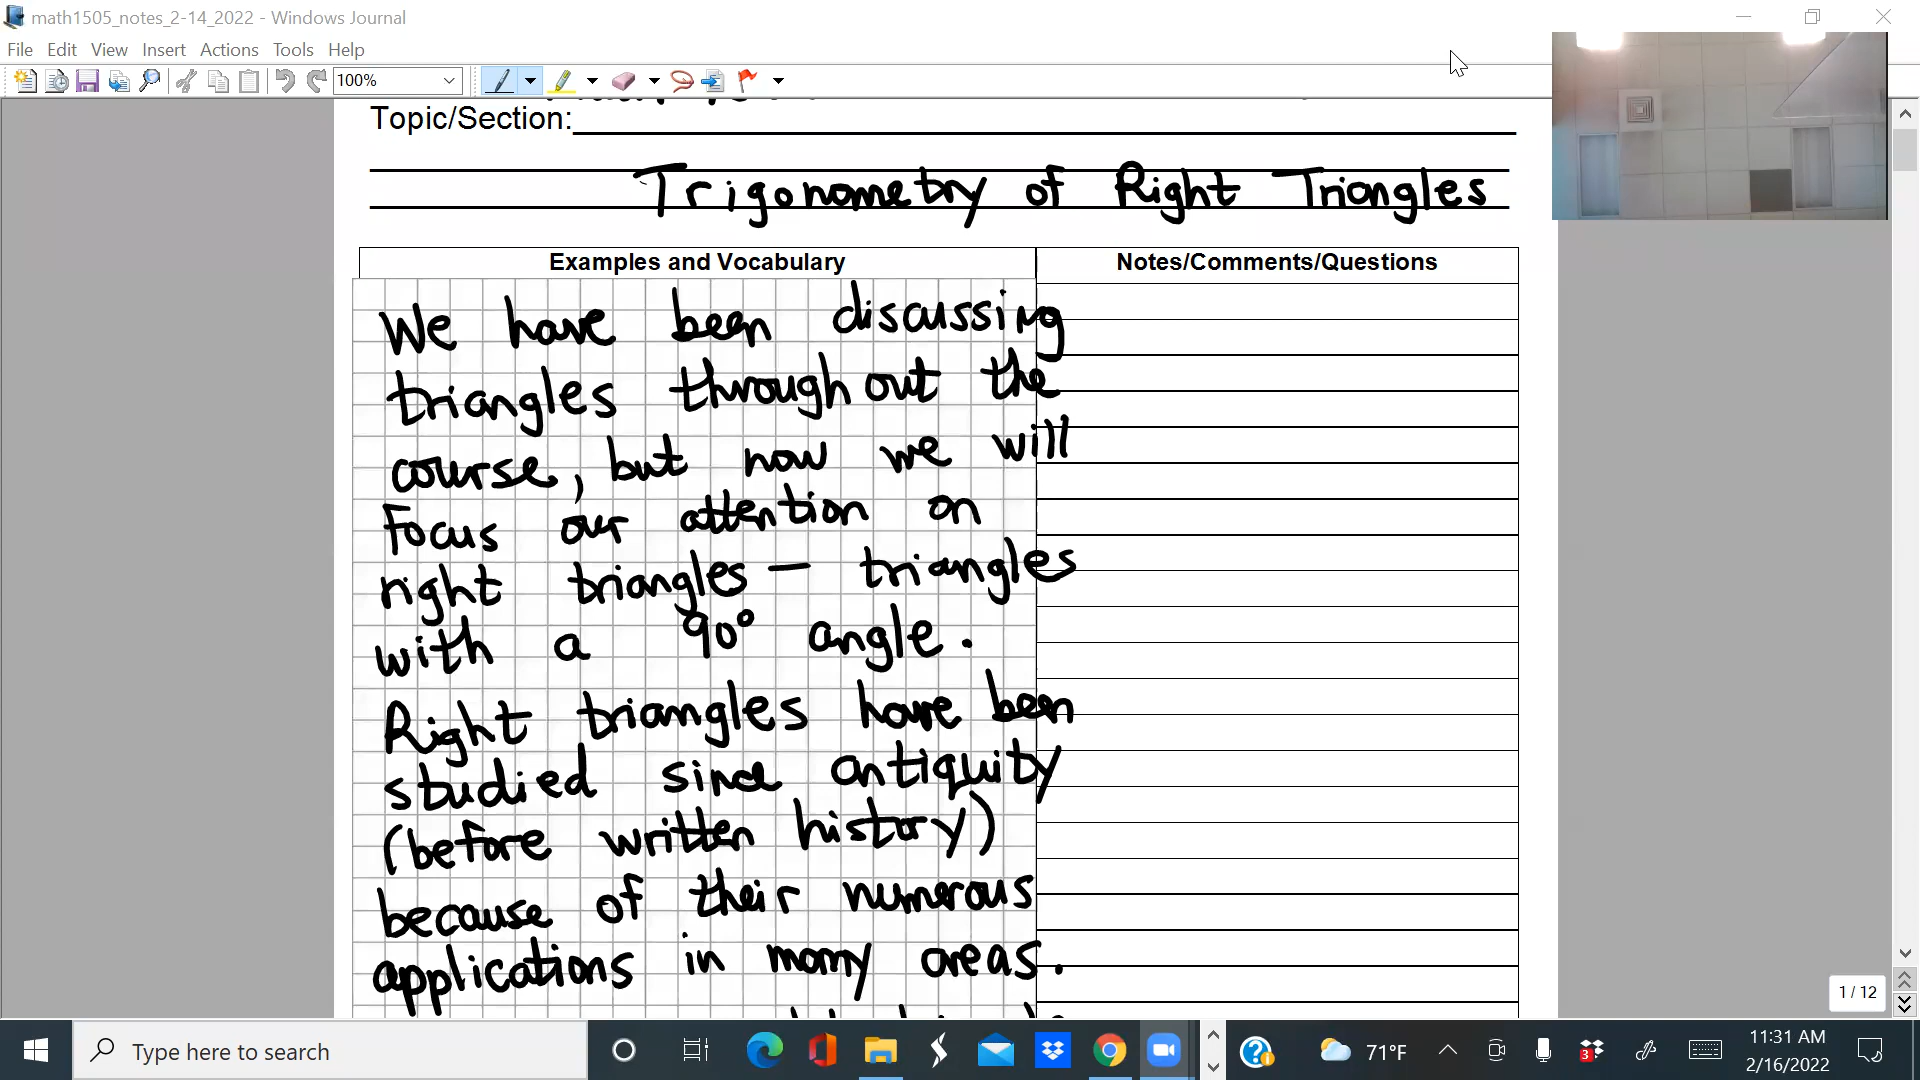 math1505_notes_2-14_2022 - Windows Journal
File Edit View Insert Actions Tools Help
100%
Topic/Section:
Trigonometry of Right Triangles
Examples and Vocabulary
Notes/Comments/Questions
We have been discussing
triangles through out the
course, but now we will
focus our attention on
right triangles — triangles
with a 90° angle.
Right triangles have been
studied since antiquity
(before written history)
because of their numerous
applications in many areas.
1 / 12
Type here to search
71°F
3
11:31 AM
2/16/2022